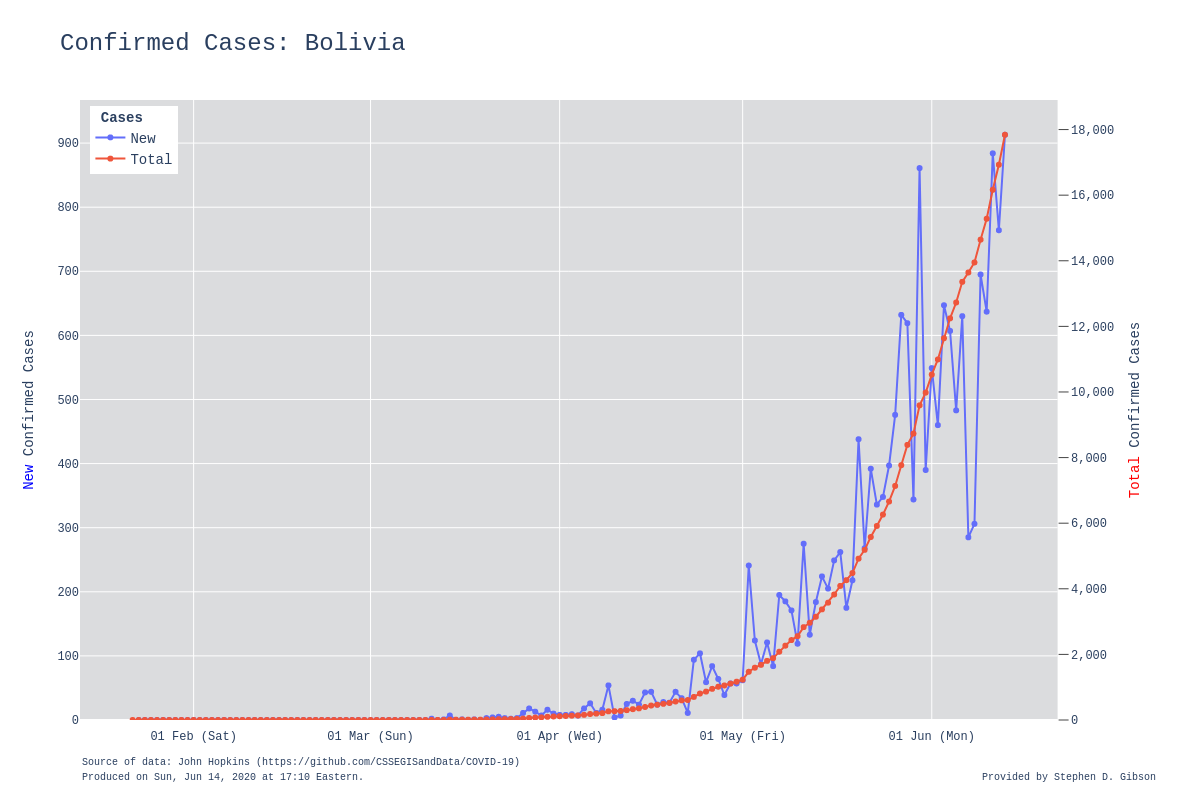 Confirmed Cases: Bolivia
Cases
New
Total
900
800
700
600
500
400
300
200
100
0
New Confirmed Cases
18,000
16,000
14,000
12,000
10,000
8,000
6,000
4,000
2,000
0
Total Confirmed Cases
01 Feb (Sat)
01 Mar (Sun)
01 Apr (Wed)
01 May (Fri)
01 Jun (Mon)
Source of data: John Hopkins (https://github.com/CSSEGISandData/COVID-19)
Produced on Sun, Jun 14, 2020 at 17:10 Eastern.
Provided by Stephen D. Gibson